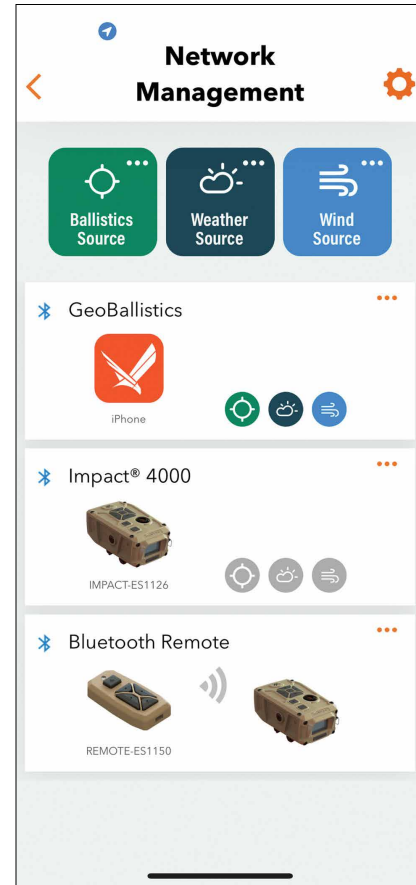 Network
Management
Ballistics
Source
Weather
Source
Wind
Source
GeoBallistics
iPhone
Impact® 4000
IMPACT-ES1126
Bluetooth Remote
REMOTE-ES1150